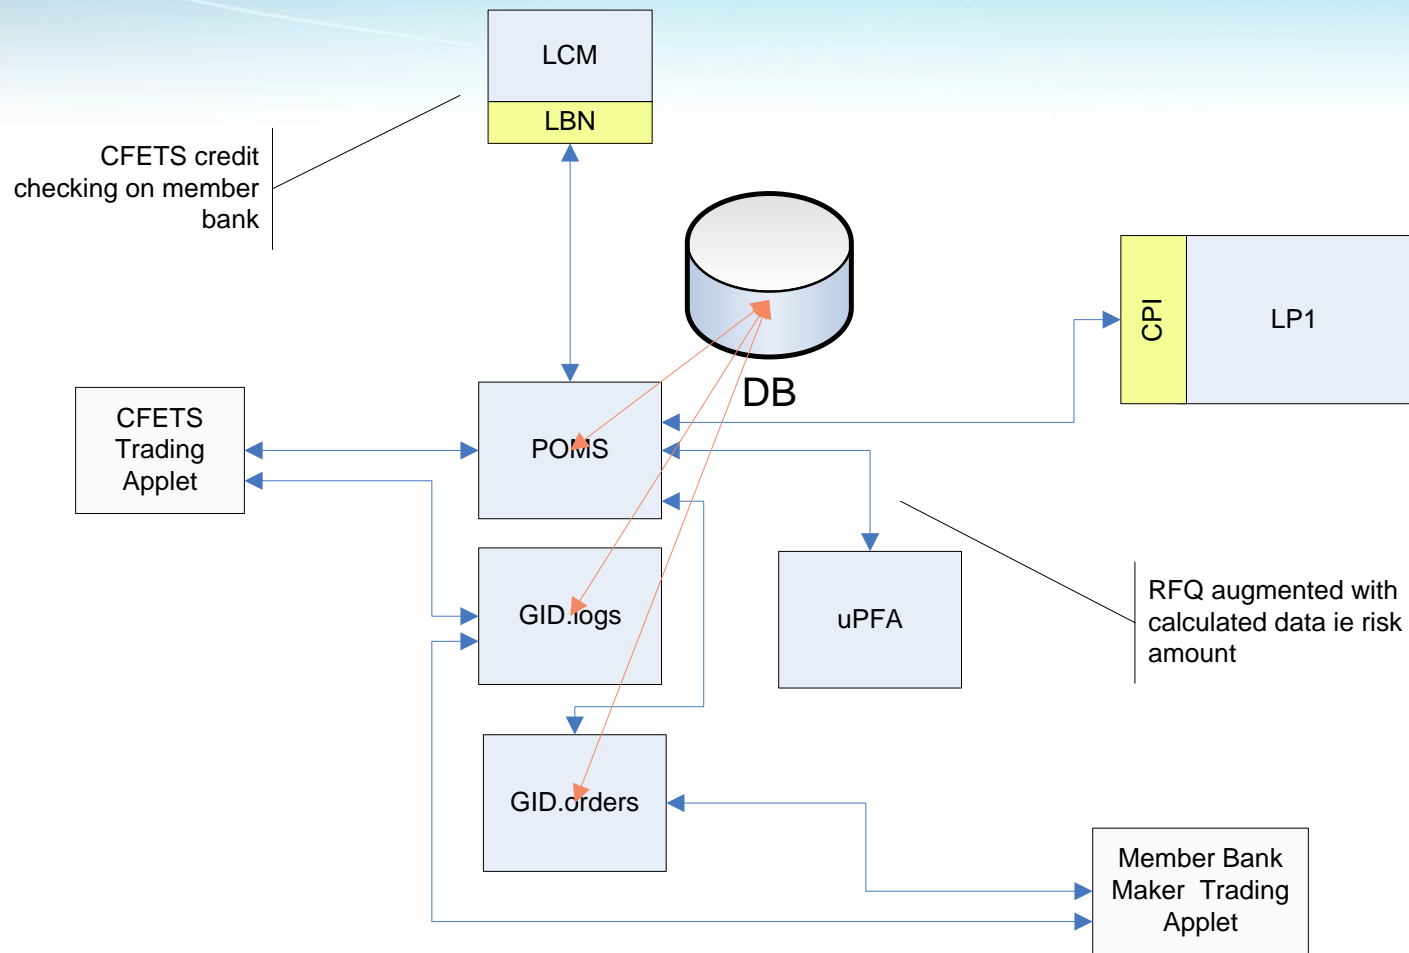 LCM
LBN
CFETS credit
checking on member
bank
CPI
LP1
DB
CFETS
Trading
Applet
POMS
GID.logs
uPFA
RFQ augmented with
calculated data ie risk
amount
GID.orders
Member Bank
Maker Trading
Applet